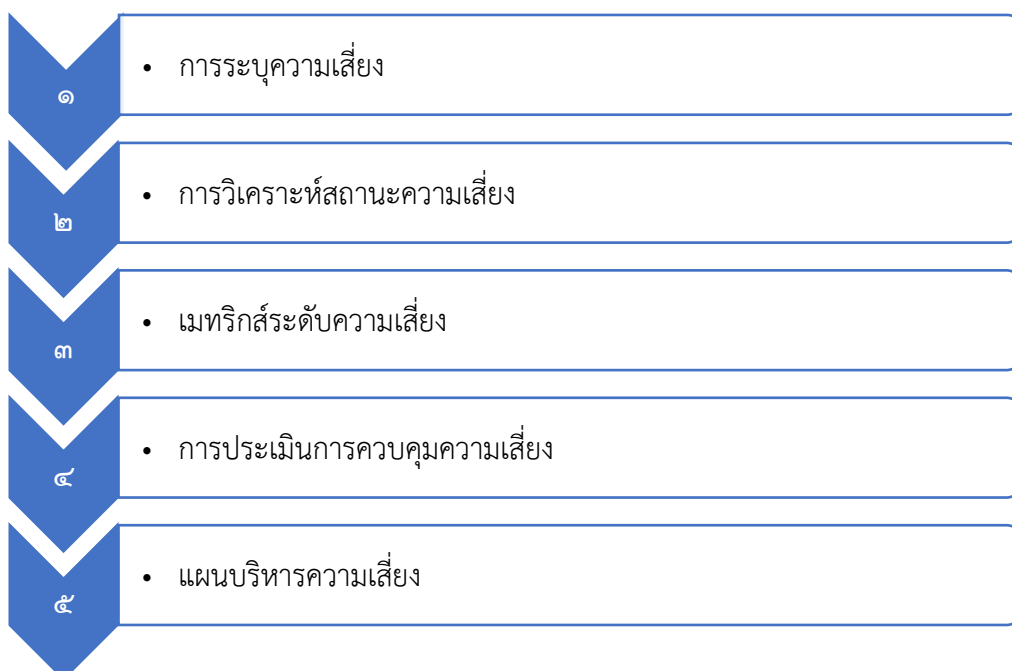 ๑
• การระบุความเสี่ยง
๒
• การวิเคราะห์สถานะความเสี่ยง
๓
• เมทริกส์ระดับความเสี่ยง
๔
• การประเมินการควบคุมความเสี่ยง
๕
• แผนบริหารความเสี่ยง